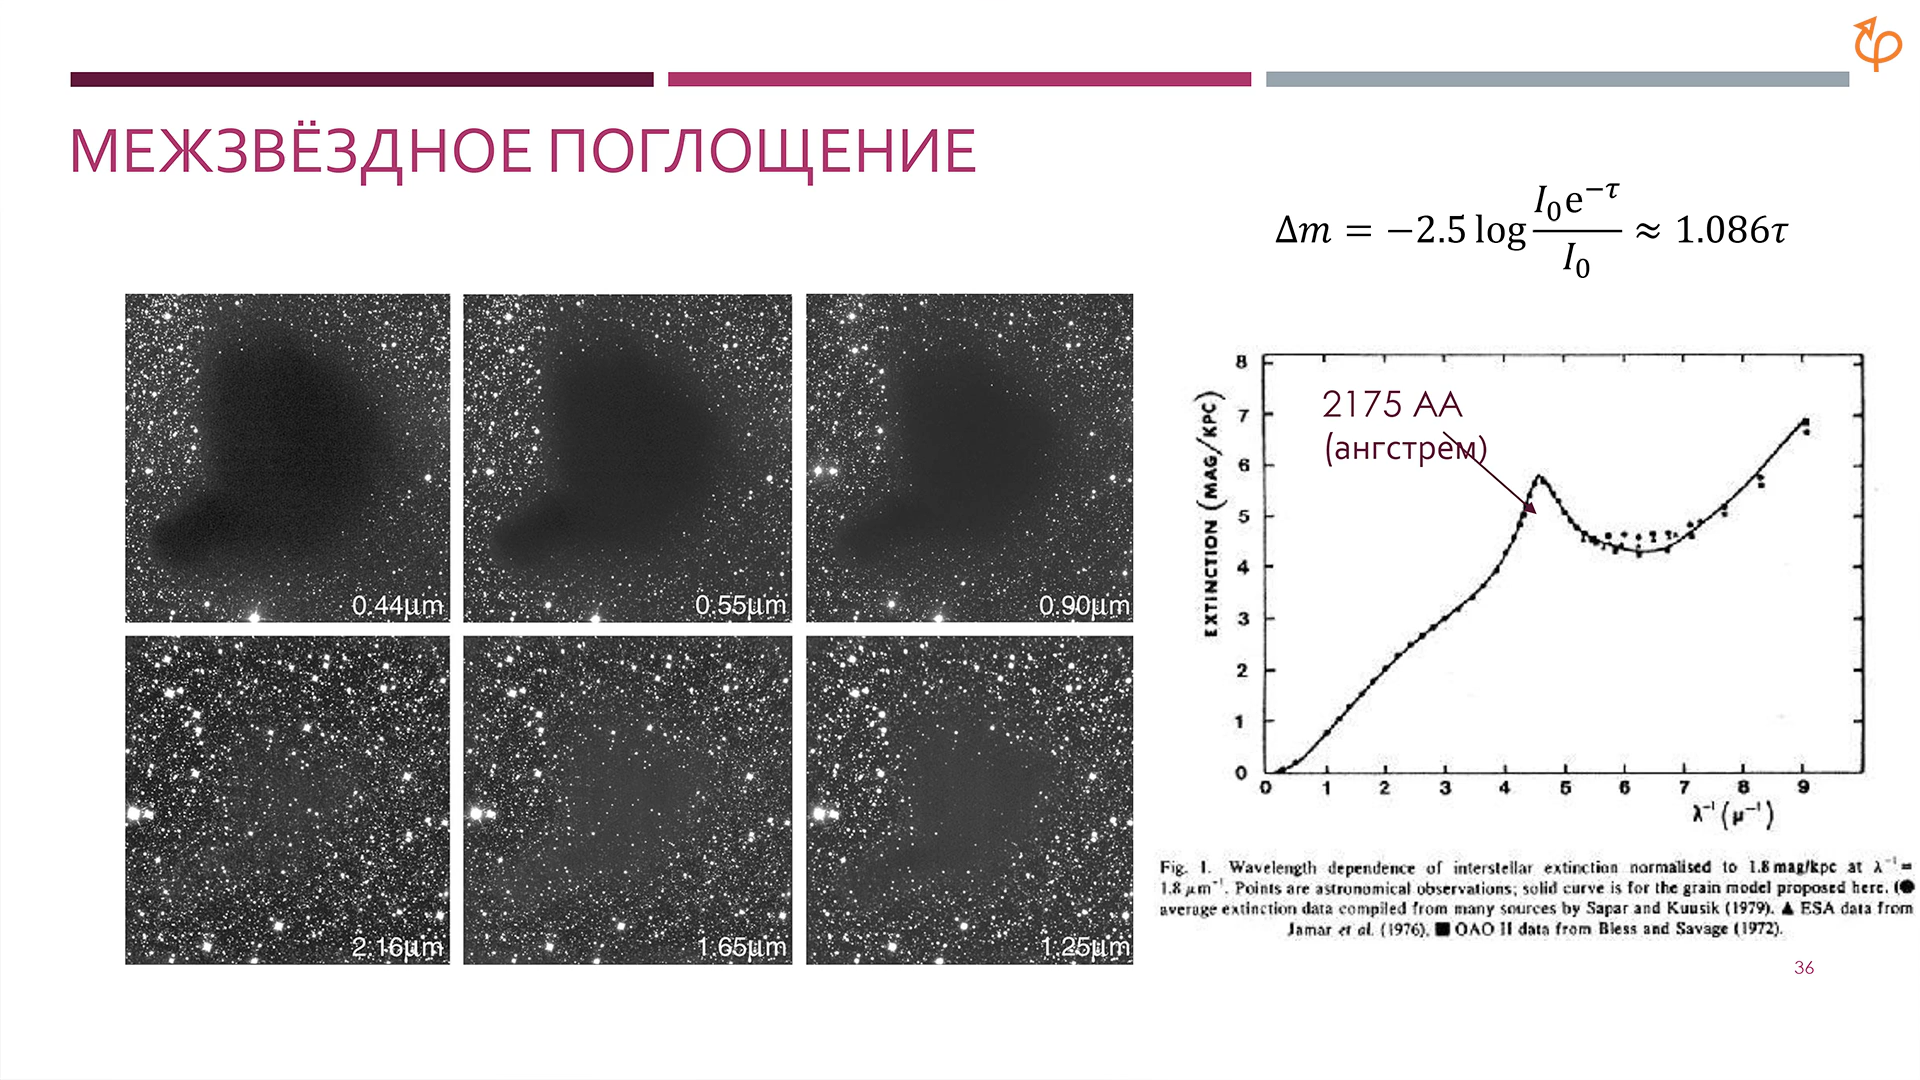 МЕЖЗВЁЗДНОЕ ПОГЛОЩЕНИЕ
Δm = −2.5 log I₀e^−τ / I₀ ≈ 1.086τ
0.44μm
0.55μm
0.90μm
2.16μm
1.65μm
1.25μm
EXTINCTION (MAG/KPC)
8
7
6
5
4
3
2
1
0
2175 AA
(ангстрем)
0 1 2 3 4 5 6 7 8 9
λ⁻¹ (μ⁻¹)
Fig. 1. Wavelength dependence of interstellar extinction normalised to 1.8 mag/kpc at λ⁻¹ =
1.8 μm⁻¹. Points are astronomical observations; solid curve is for the grain model proposed here. (●
average extinction data compiled from many sources by Sapar and Kuusik (1979). ▲ ESA data from
Jamar et al. (1976). ■ OAO II data from Bless and Savage (1972).
36